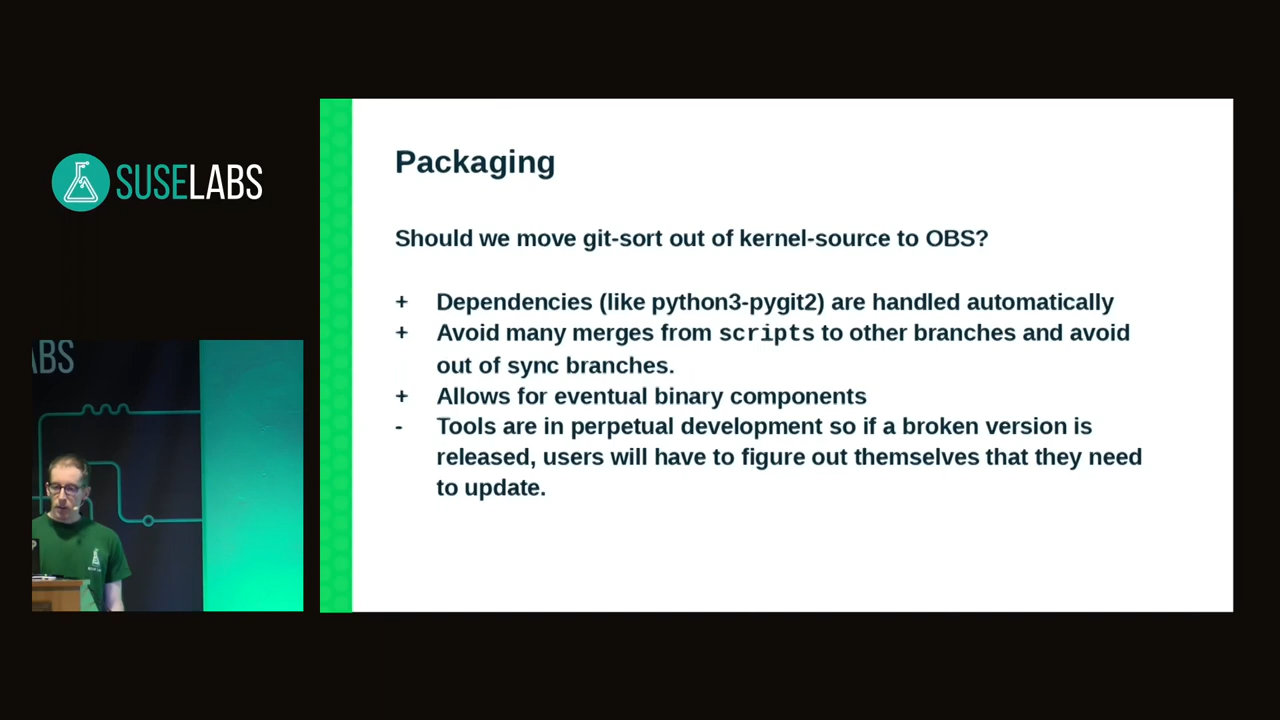 SUSELABS
Packaging
Should we move git-sort out of kernel-source to OBS?
+ Dependencies (like python3-pygit2) are handled automatically
+ Avoid many merges from scripts to other branches and avoid
out of sync branches.
+ Allows for eventual binary components
- Tools are in perpetual development so if a broken version is
released, users will have to figure out themselves that they need
to update.
ABS